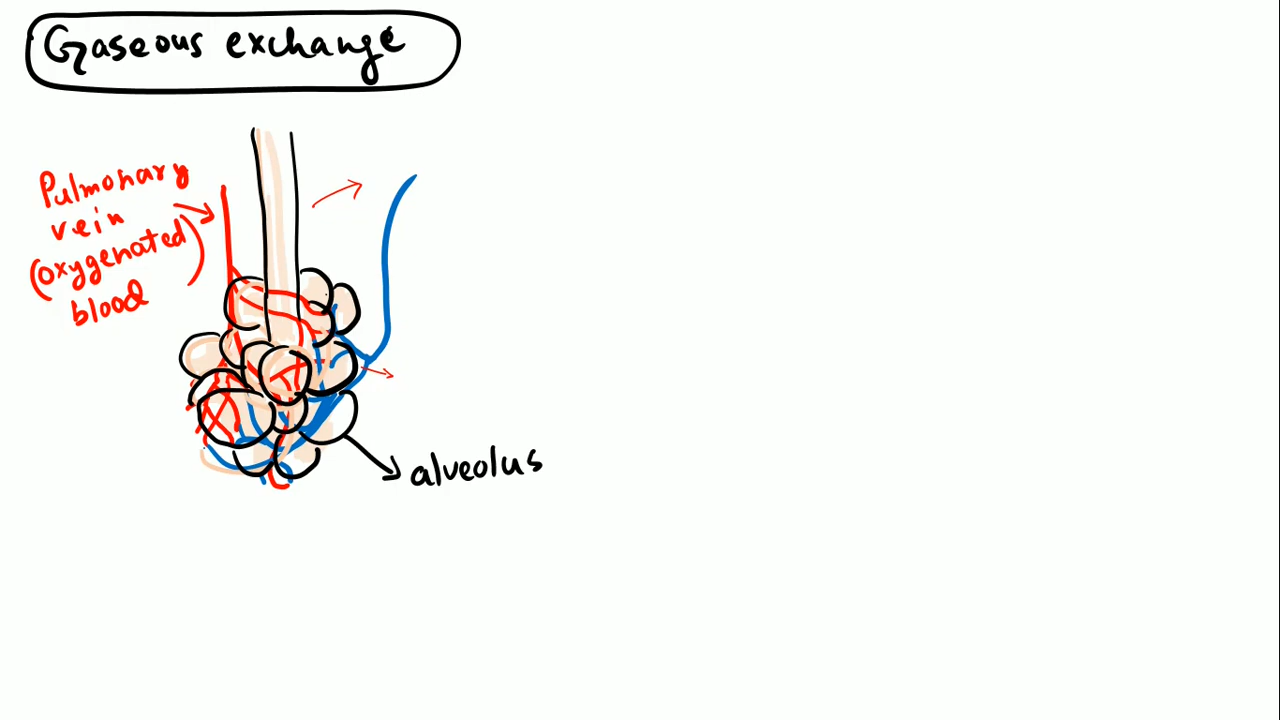 Gaseous exchange
Pulmonary
vein
(oxygenated)
blood
alveolus